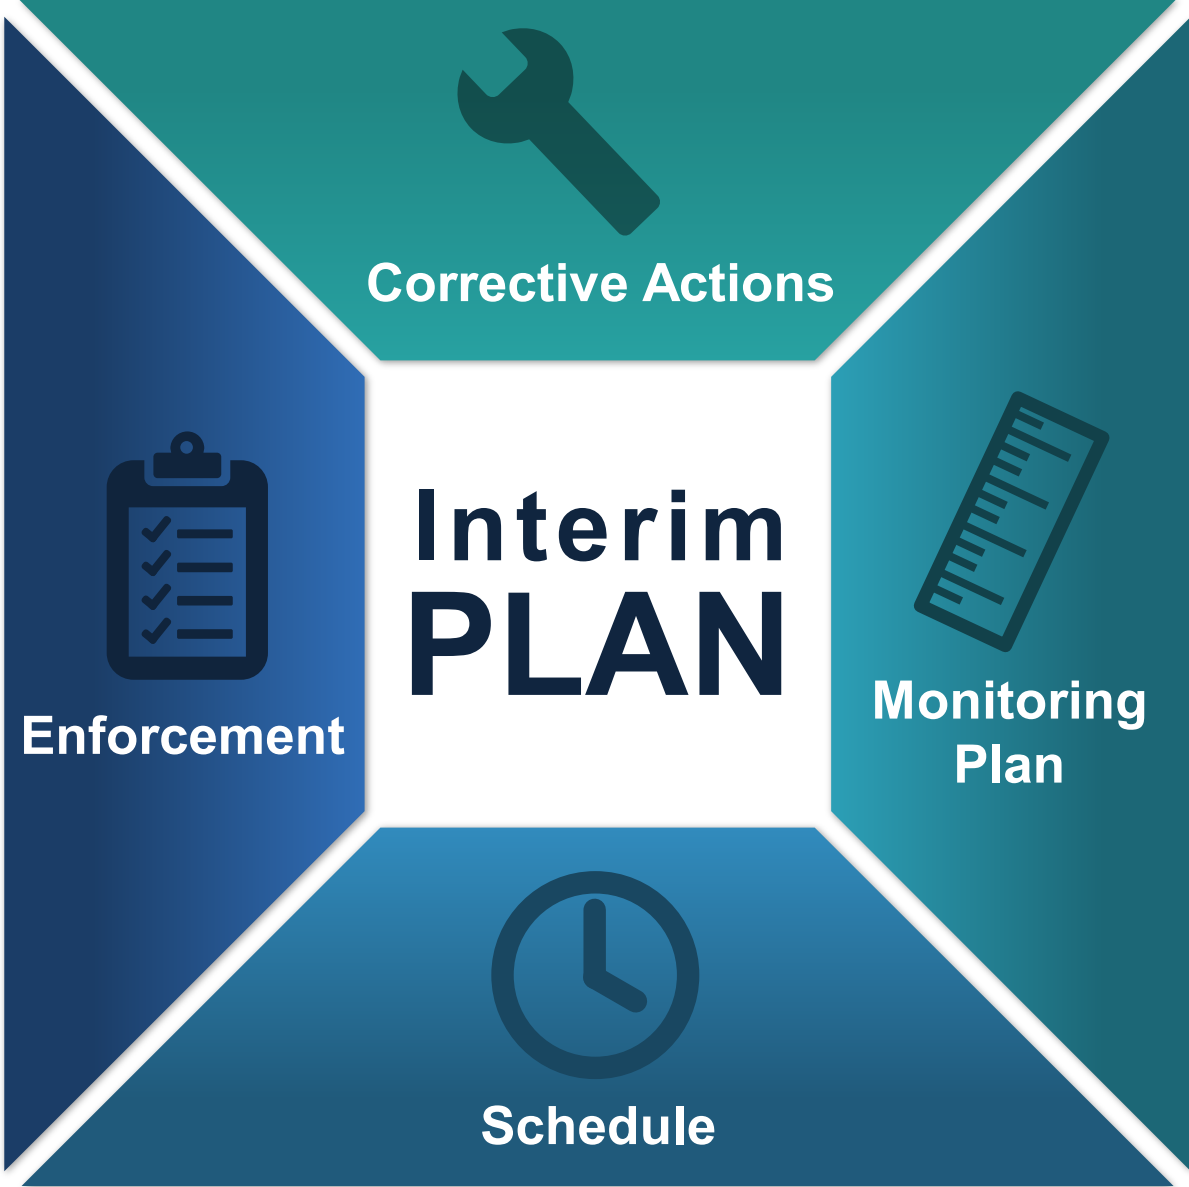 Corrective Actions
Interim
PLAN
Enforcement
Monitoring
Plan
Schedule